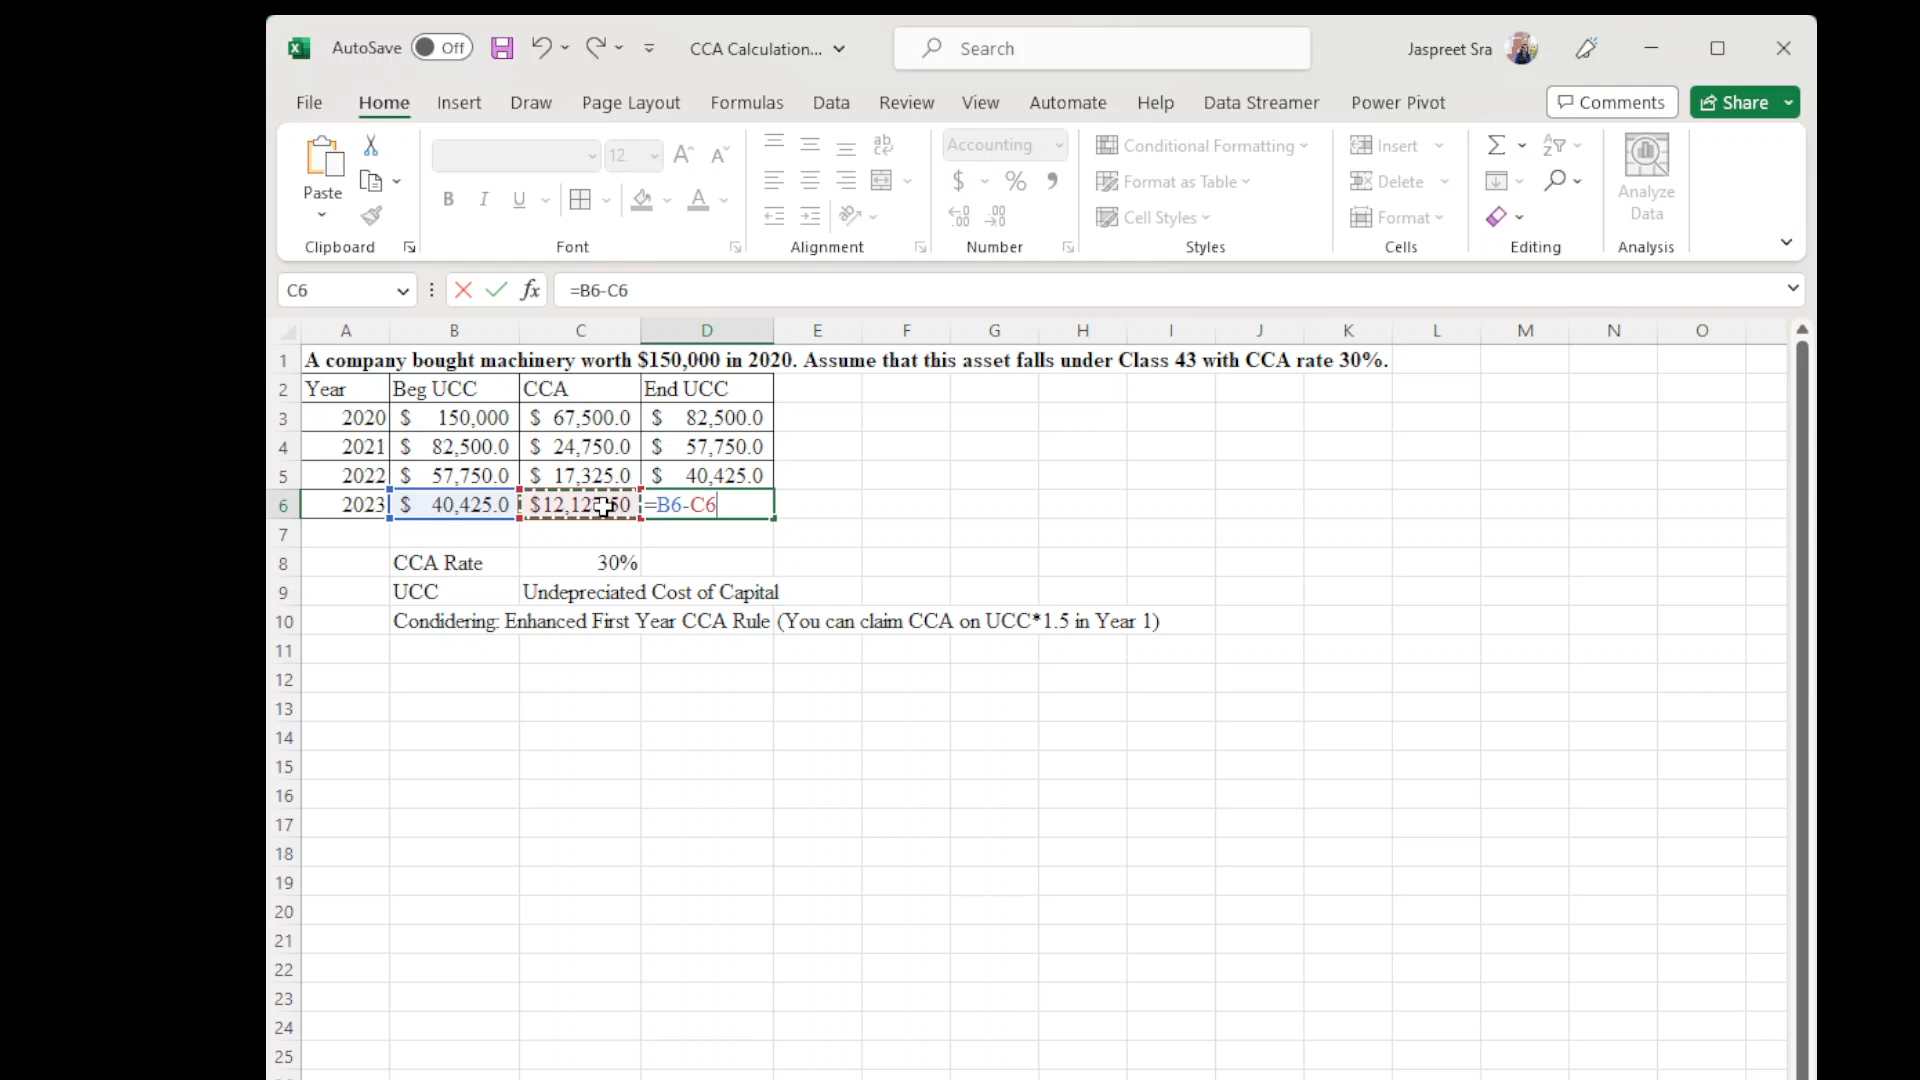 AutoSave Off CCA Calculation... Search Jaspreet Sra
File Home Insert Draw Page Layout Formulas Data Review View Automate Help Data Streamer Power Pivot Comments Share
Paste
12
Accounting
Conditional Formatting
Format as Table
Cell Styles
Insert
Delete
Format
Analyze Data
Clipboard Font Alignment Number Styles Cells Editing Analysis
C6 fx =B6-C6
A B C D E F G H I J K L M N O
1 A company bought machinery worth $150,000 in 2020. Assume that this asset falls under Class 43 with CCA rate 30%.
2 Year Beg UCC CCA End UCC
3 2020 $ 150,000 $ 67,500.0 $ 82,500.0
4 2021 $ 82,500.0 $ 24,750.0 $ 57,750.0
5 2022 $ 57,750.0 $ 17,325.0 $ 40,425.0
6 2023 $ 40,425.0 =B6-C6
7
8 CCA Rate 30%
9 UCC Undepreciated Cost of Capital
10 Condidering: Enhanced First Year CCA Rule (You can claim CCA on UCC*1.5 in Year 1)
11
12
13
14
15
16
17
18
19
20
21
22
23
24
25